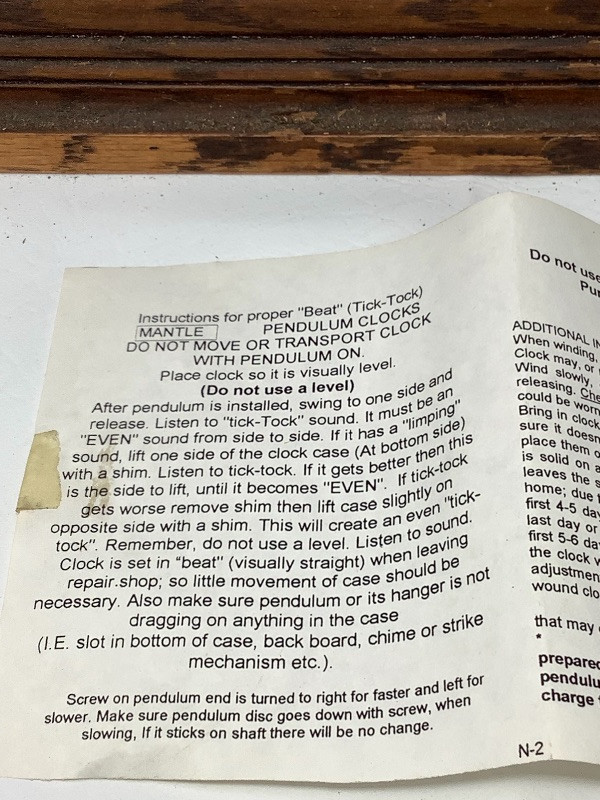 Instructions for proper "Beat" (Tick-Tock)
MANTLE PENDULUM CLOCKS
DO NOT MOVE OR TRANSPORT CLOCK
WITH PENDULUM ON.
Place clock so it is visually level.
(Do not use a level)
After pendulum is installed, swing to one side and
release. Listen to "tick-Tock" sound. It must be an
"EVEN" sound from side to side. If it has a "limping"
sound, lift one side of the clock case (At bottom side)
with a shim. Listen to tick-tock. If it gets better then this
is the side to lift, until it becomes "EVEN". If tick-tock
gets worse remove shim then lift case slightly on
opposite side with a shim. This will create an even "tick-
tock". Remember, do not use a level. Listen to sound.
Clock is set in "beat" (visually straight) when leaving
repair.shop; so little movement of case should be
necessary. Also make sure pendulum or its hanger is not
dragging on anything in the case
(I.E. slot in bottom of case, back board, chime or strike
mechanism etc.).
Screw on pendulum end is turned to right for faster and left for
slower. Make sure pendulum disc goes down with screw, when
slowing, If it sticks on shaft there will be no change.
N-2
Do not use
Pur
ADDITIONAL IN
When winding,
Clock may, or
Wind slowly,
releasing. Che
could be worn
Bring in clock
sure it doesn
place them o
is solid on a
leaves the s
home; due t
first 4-5 day
last day or
first 5-6 da
the clock w
adjustmen
wound clo
that may
*
prepared
pendulu
charge